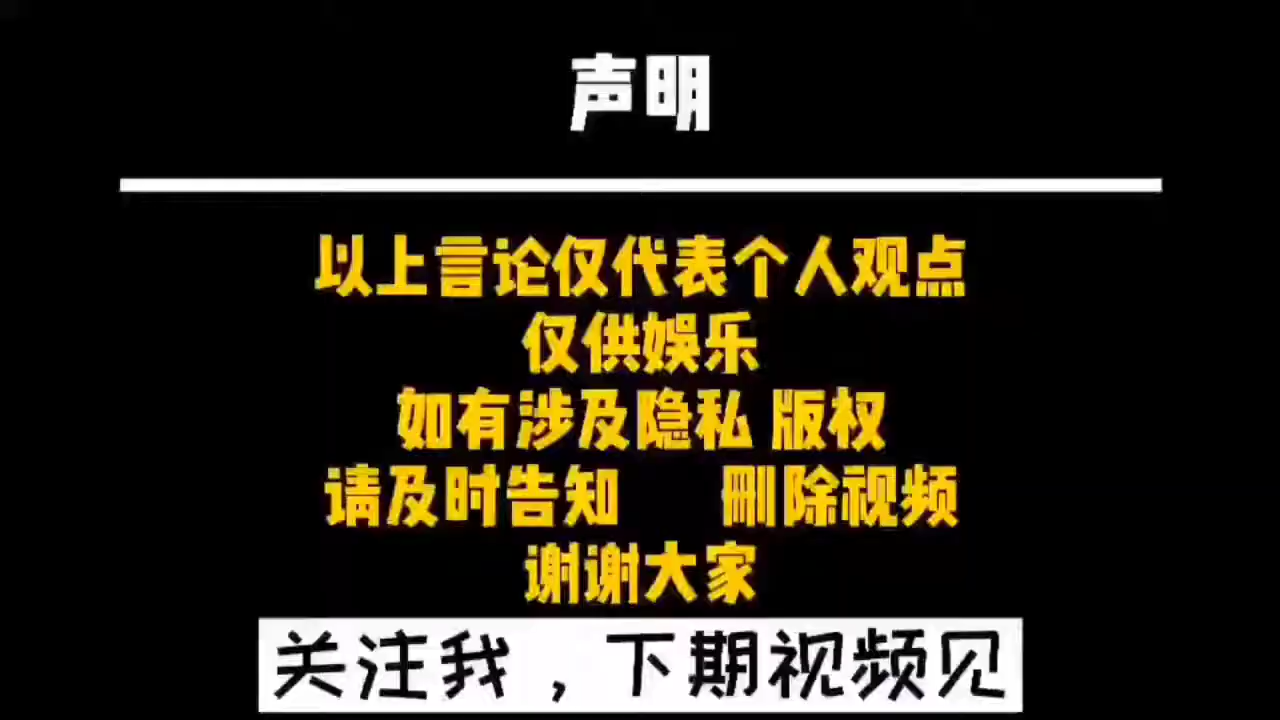 声明
以上言论仅代表个人观点
仅供娱乐
如有涉及隐私 版权
请及时告知 删除视频
谢谢大家
关注我，下期视频见